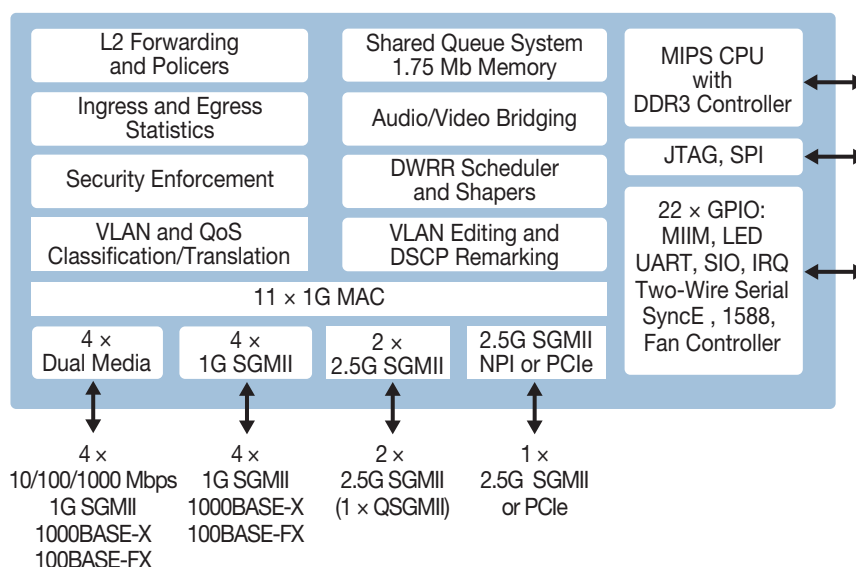 L2 Forwarding
and Policers
Shared Queue System
1.75 Mb Memory
MIPS CPU
with
DDR3 Controller
Ingress and Egress
Statistics
Audio/Video Bridging
JTAG, SPI
Security Enforcement
DWRR Scheduler
and Shapers
22 × GPIO:
MIIM, LED
UART, SIO, IRQ
Two-Wire Serial
SyncE , 1588,
Fan Controller
VLAN and QoS
Classification/Translation
VLAN Editing and
DSCP Remarking
11 × 1G MAC
4 ×
Dual Media
4 ×
1G SGMII
2 ×
2.5G SGMII
2.5G SGMII
NPI or PCIe
4 ×
10/100/1000 Mbps
1G SGMII
1000BASE-X
100BASE-FX
4 ×
1G SGMII
1000BASE-X
100BASE-FX
2 ×
2.5G SGMII
(1 × QSGMII)
1 ×
2.5G SGMII
or PCIe